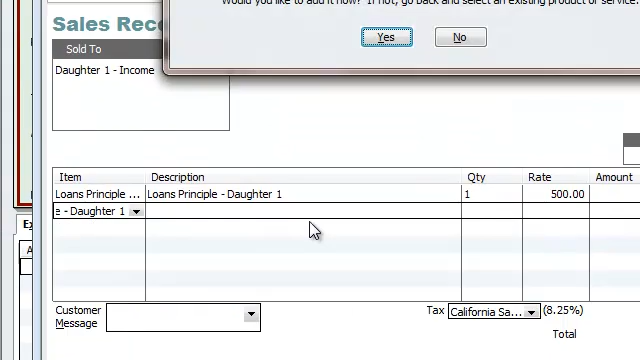 Would you like to add it now? If not, go back and select an existing product or service.
Yes No
Sales Rece
Sold To
Daughter 1 - Income
Item Description Qty Rate Amount
Loans Principle ... Loans Principle - Daughter 1 1 500.00
e - Daughter 1
Customer Message
Tax California Sa... (8.25%)
Total